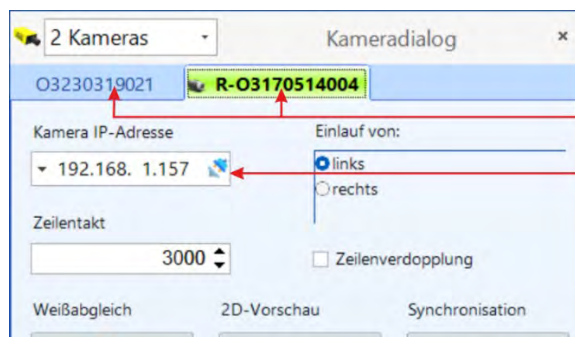 2 Kameras
Kameradialog
O3230319021
R-O3170514004
Kamera IP-Adresse
Einlauf von:
192.168. 1.157
links
rechts
Zeilentakt
3000
Zeilenverdopplung
Weißabgleich
2D-Vorschau
Synchronisation